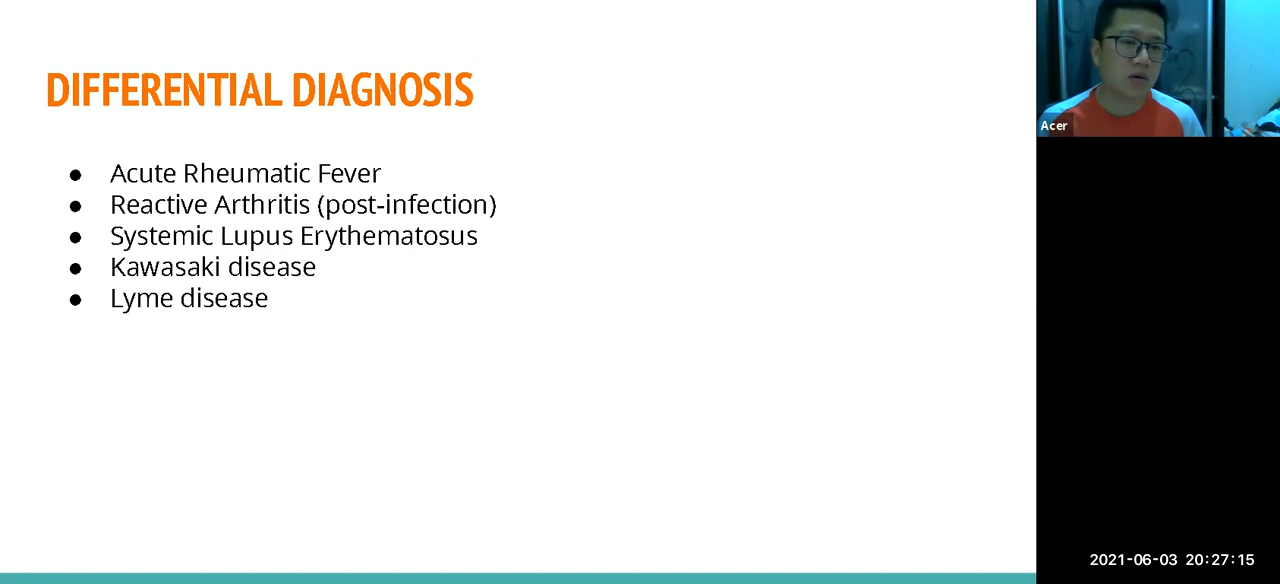 DIFFERENTIAL DIAGNOSIS
● Acute Rheumatic Fever
● Reactive Arthritis (post-infection)
● Systemic Lupus Erythematosus
● Kawasaki disease
● Lyme disease
Acer
2021-06-03 20:27:15